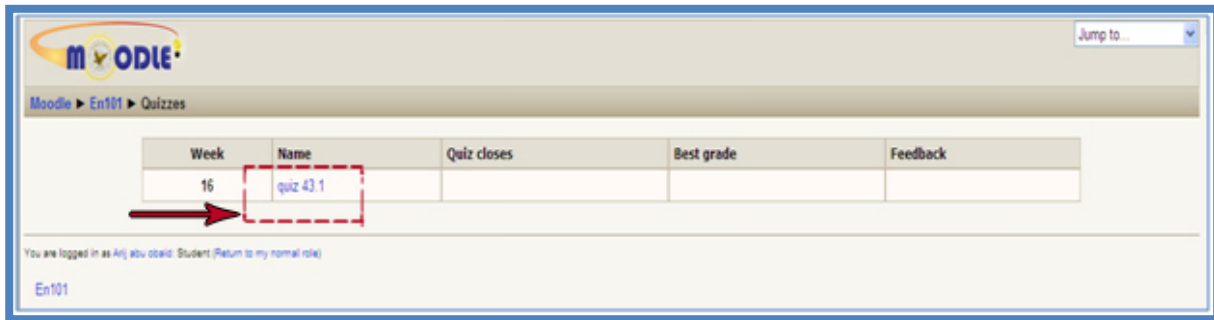 MOODLE
Jump to...
Moodle ► En101 ► Quizzes
Week Name Quiz closes Best grade Feedback
16 quiz 43.1
You are logged in as Arij abu obaid: Student (Return to my normal role)
En101